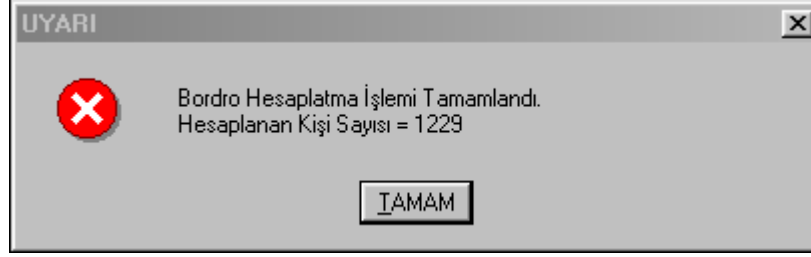 UYARI
Bordro Hesaplatma İşlemi Tamamlandı.
Hesaplanan Kişi Sayısı = 1229
TAMAM